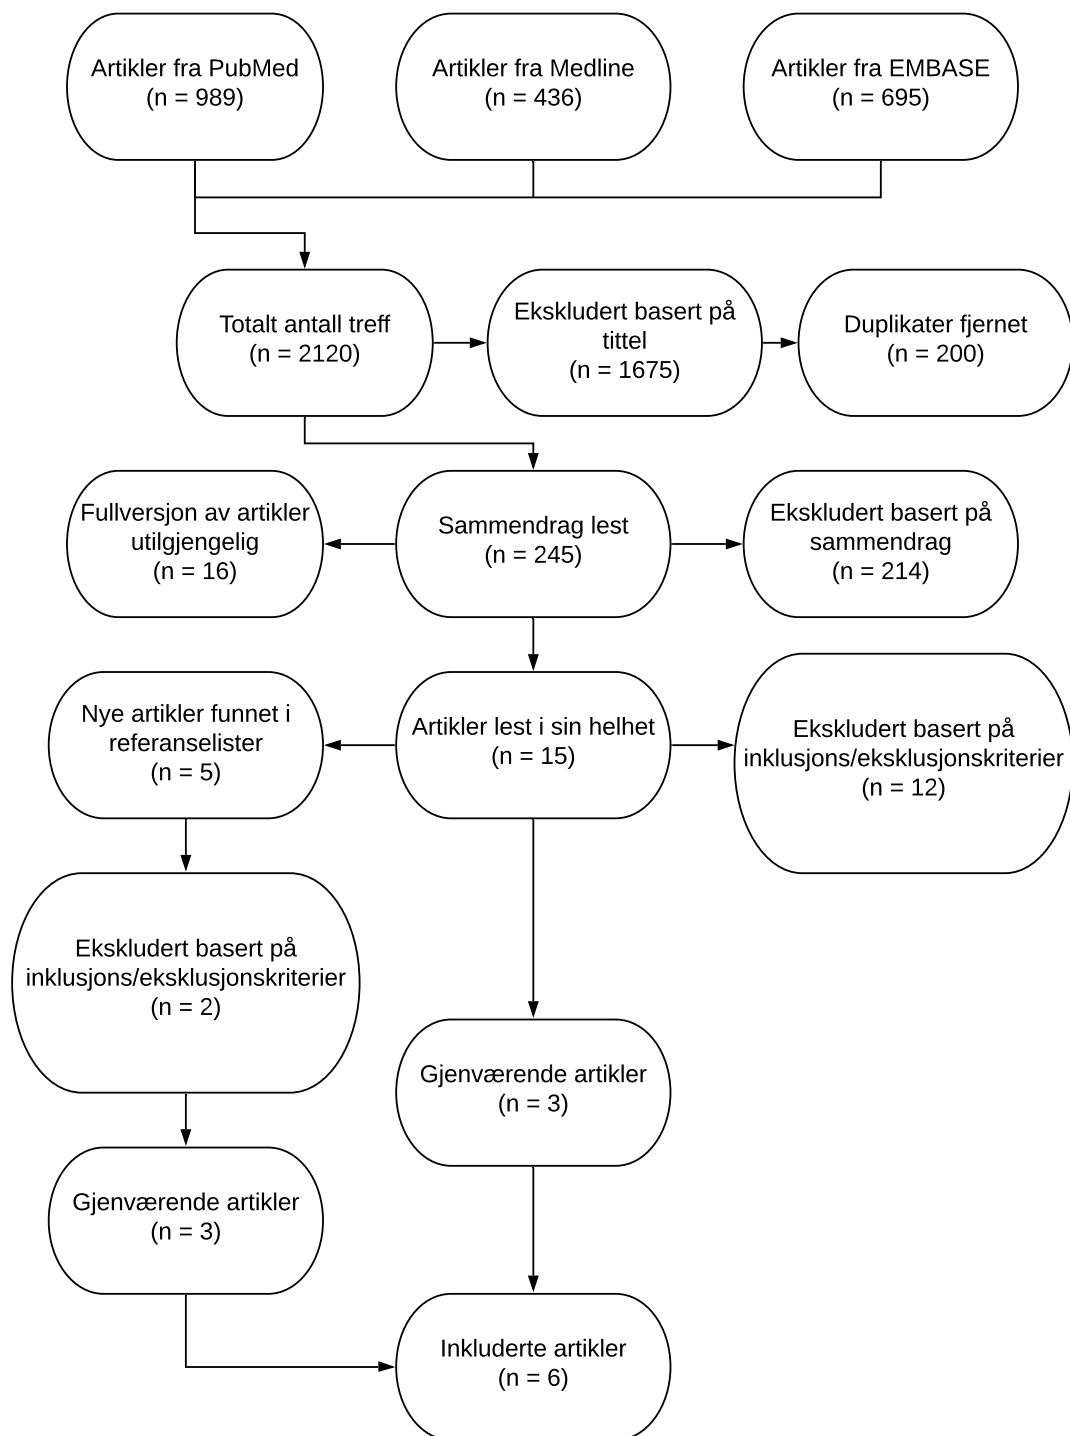 Artikler fra PubMed
(n = 989)
Artikler fra Medline
(n = 436)
Artikler fra EMBASE
(n = 695)
Totalt antall treff
(n = 2120)
Ekskludert basert på
tittel
(n = 1675)
Duplikater fjernet
(n = 200)
Fullversjon av artikler
utilgjengelig
(n = 16)
Sammendrag lest
(n = 245)
Ekskludert basert på
sammendrag
(n = 214)
Nye artikler funnet i
referanselister
(n = 5)
Artikler lest i sin helhet
(n = 15)
Ekskludert basert på
inklusjons/eksklusjonskriterier
(n = 12)
Ekskludert basert på
inklusjons/eksklusjonskriterier
(n = 2)
Gjenværende artikler
(n = 3)
Gjenværende artikler
(n = 3)
Inkluderte artikler
(n = 6)